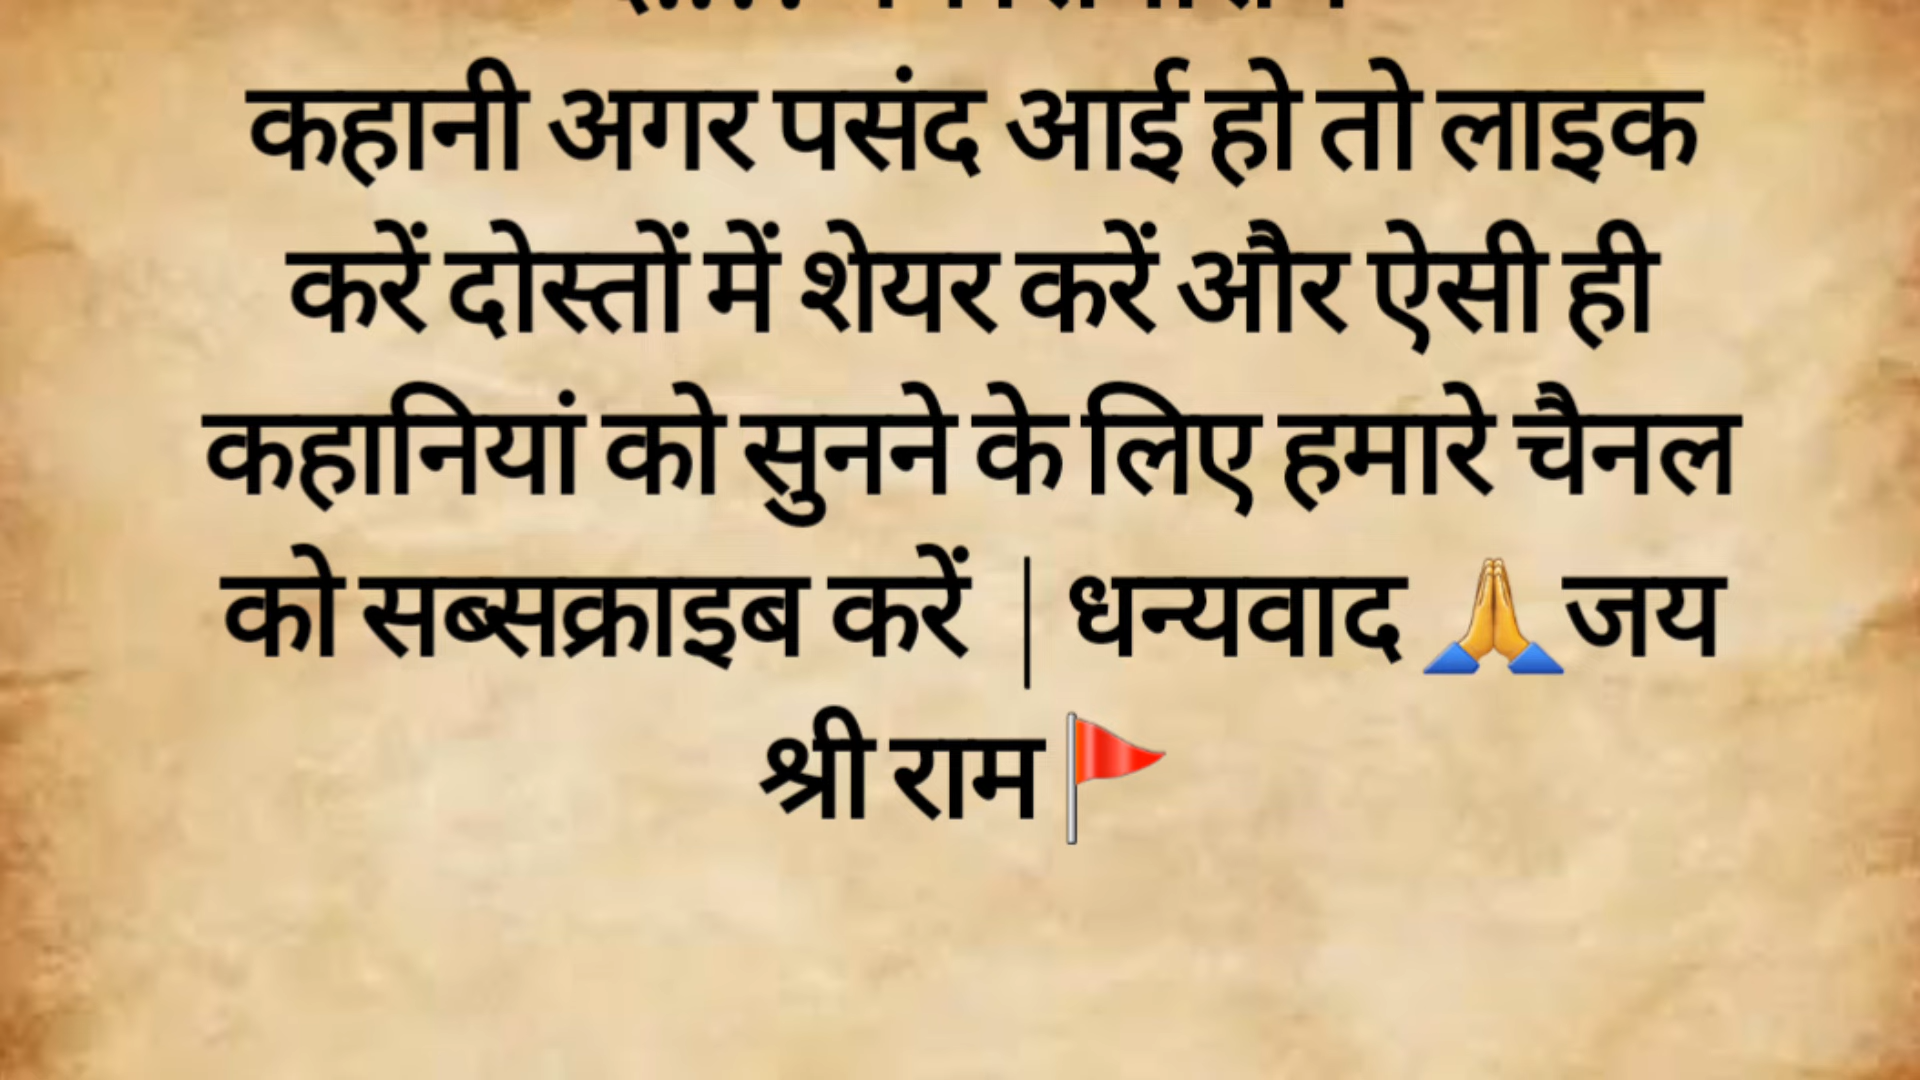 कहानी अगर पसंद आई हो तो लाइक
करें दोस्तों में शेयर करें और ऐसी ही
कहानियां को सुनने के लिए हमारे चैनल
को सब्सक्राइब करें | धन्यवाद 🙏जय
श्री राम🚩